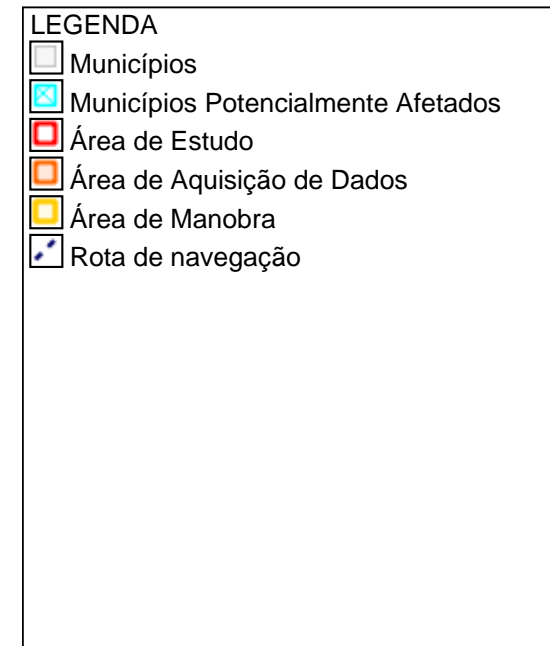 LEGENDA
Municípios
Municípios Potencialmente Afetados
Área de Estudo
Área de Aquisição de Dados
Área de Manobra
Rota de navegação